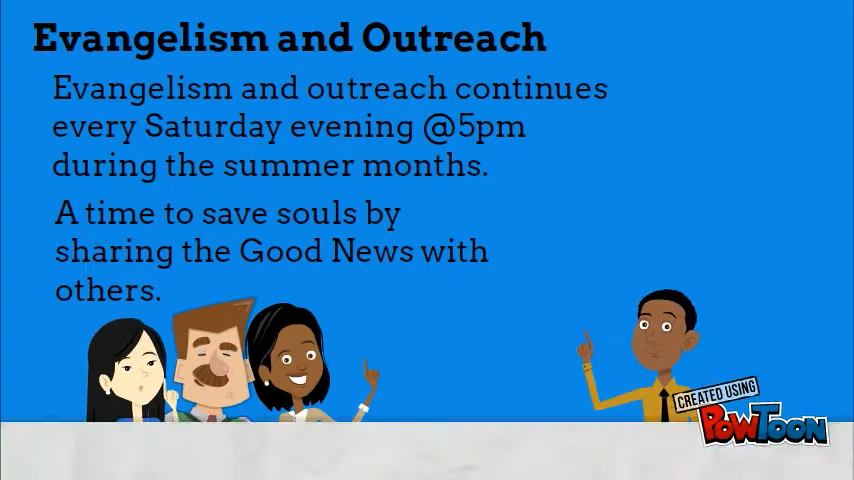 Evangelism and Outreach
Evangelism and outreach continues
every Saturday evening @5pm
during the summer months.
A time to save souls by
sharing the Good News with
others.
CREATED USING
POWTOON